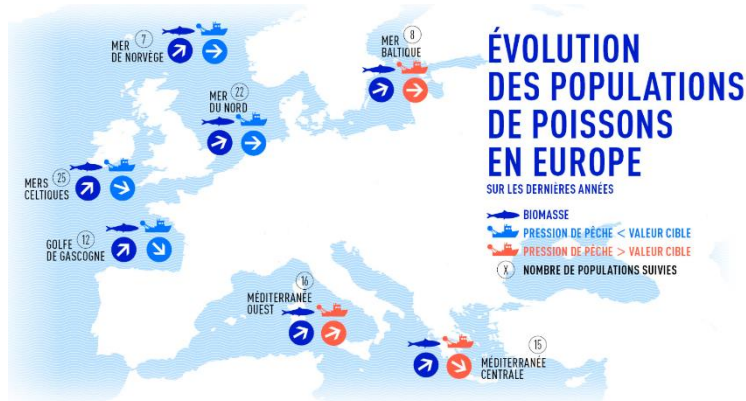 ÉVOLUTION
DES POPULATIONS
DE POISSONS
EN EUROPE
SUR LES DERNIÈRES ANNÉES
BIOMASSE
PRESSION DE PÊCHE < VALEUR CIBLE
PRESSION DE PÊCHE > VALEUR CIBLE
X NOMBRE DE POPULATIONS SUIVIES
MER 7
DE NORVÈGE
MER 8
BALTIQUE
MER 22
DU NORD
MERS 25
CELTIQUES
GOLFE 12
DE GASCOGNE
16
MÉDITERRANÉE
OUEST
15
MÉDITERRANÉE
CENTRALE